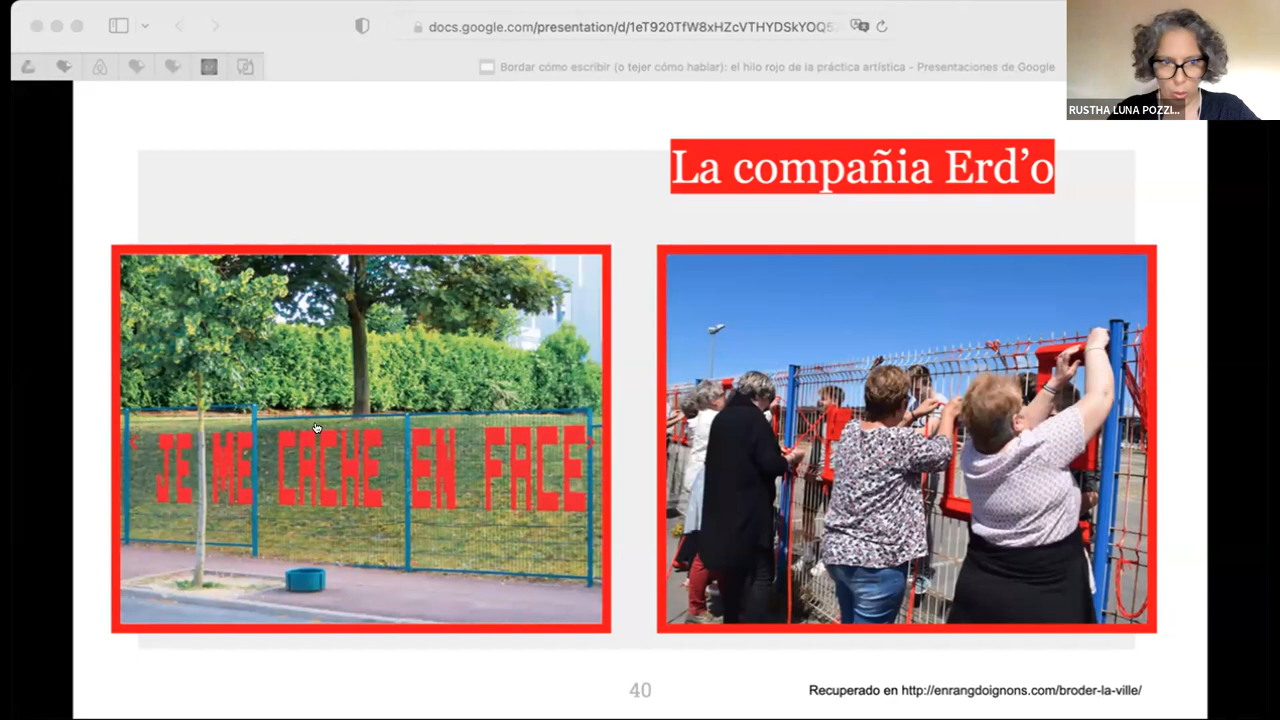 docs.google.com/presentation/d/1eT920TfW8xHZcVTHYDSkYOQ5
Bordar cómo escribir (o tejer cómo hablar): el hilo rojo de la práctica artística - Presentaciones de Google
RUSTHA LUNA POZZI...
La compañia Erd’o
JE ME CACHE EN FACE
40
Recuperado en http://enrangdoignons.com/broder-la-ville/